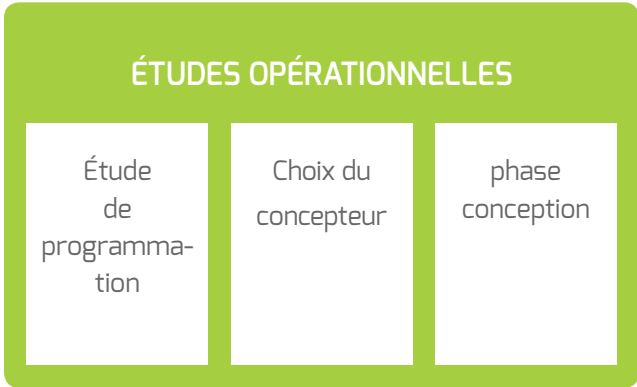 ÉTUDES OPÉRATIONNELLES
Étude
de
programma-
tion
Choix du
concepteur
phase
conception